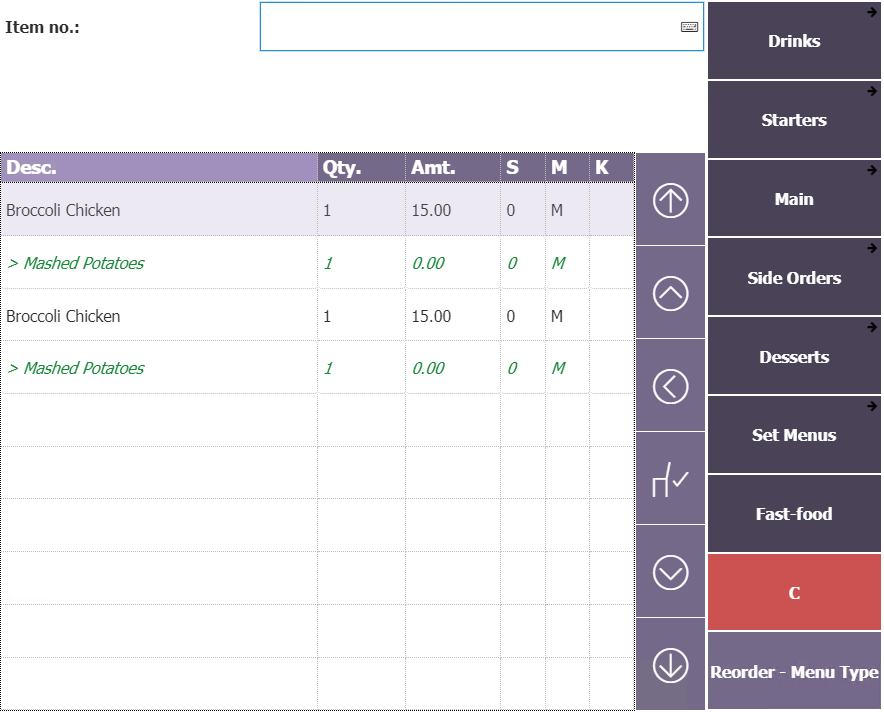 Item no.:
Drinks
Starters
Main
Side Orders
Desserts
Set Menus
Fast-food
C
Reorder - Menu Type
Desc. Qty. Amt. S M K
Broccoli Chicken 1 15.00 0 M
> Mashed Potatoes 1 0.00 0 M
Broccoli Chicken 1 15.00 0 M
> Mashed Potatoes 1 0.00 0 M